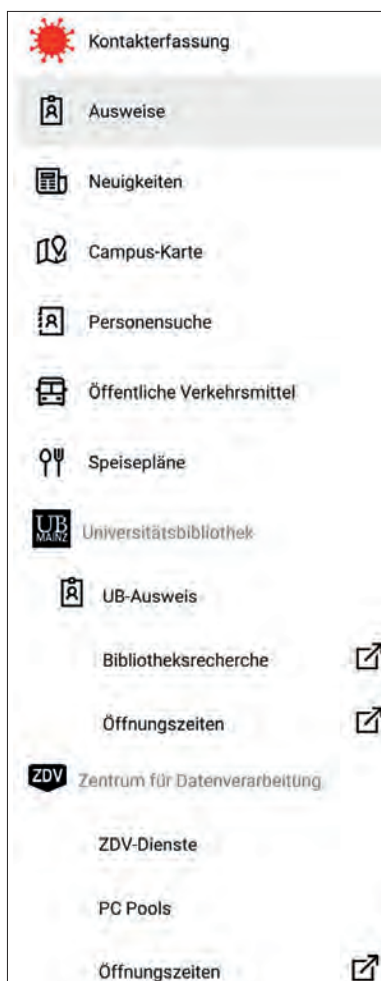 Kontakterfassung
Ausweise
Neuigkeiten
Campus-Karte
Personensuche
Öffentliche Verkehrsmittel
Speisepläne
UB
MAINZ
Universitätsbibliothek
UB-Ausweis
Bibliotheksrecherche
Öffnungszeiten
ZDV
Zentrum für Datenverarbeitung
ZDV-Dienste
PC Pools
Öffnungszeiten